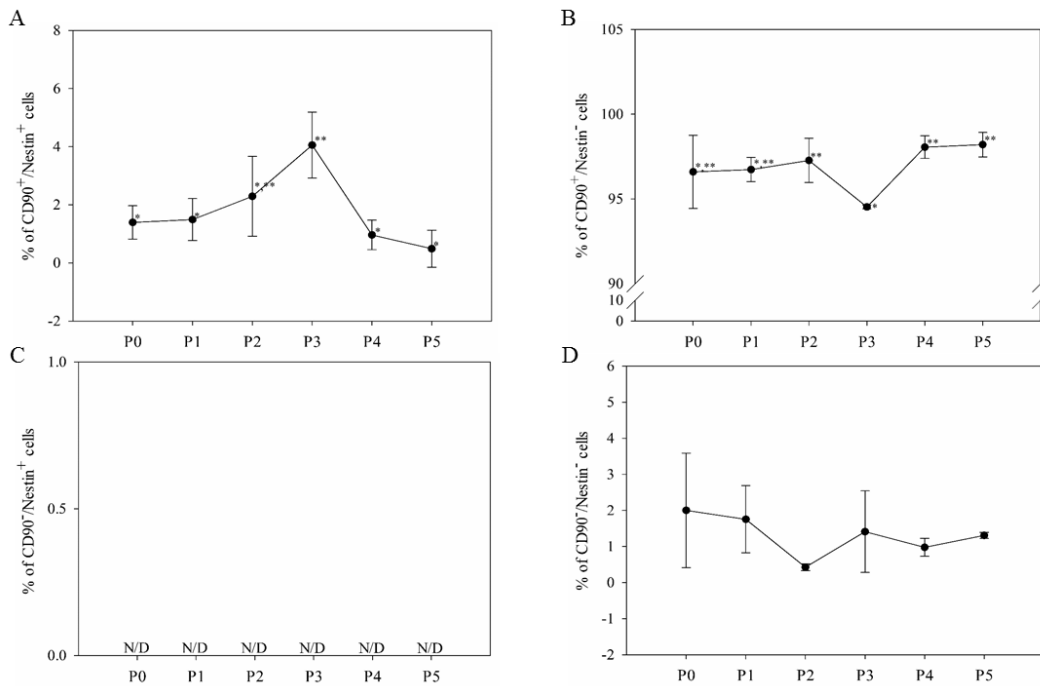 A
% of CD90+/Nestin+ cells
8
6
4
2
0
-2
*
*
*,**
**
*
*
P0 P1 P2 P3 P4 P5
B
% of CD90+/Nestin- cells
105
100
95
90
10
0
*,**
*,**
**
*
**
**
P0 P1 P2 P3 P4 P5
C
% of CD90-/Nestin+ cells
1.0
0.5
0.0
N/D N/D N/D N/D N/D N/D
P0 P1 P2 P3 P4 P5
D
% of CD90-/Nestin- cells
6
5
4
3
2
1
0
-1
-2
P0 P1 P2 P3 P4 P5